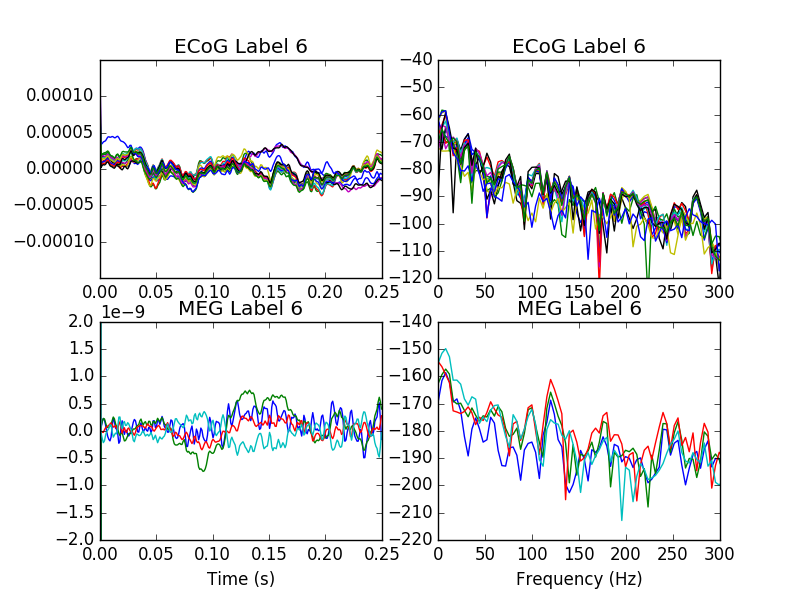 ECoG Label 6
0.00010
0.00005
0.00000
−0.00005
−0.00010
0.00 0.05 0.10 0.15 0.20 0.25
ECoG Label 6
−40
−50
−60
−70
−80
−90
−100
−110
−120
0 50 100 150 200 250 300
MEG Label 6
1e−9
2.0
1.5
1.0
0.5
0.0
−0.5
−1.0
−1.5
−2.0
0.00 0.05 0.10 0.15 0.20 0.25
Time (s)
MEG Label 6
−140
−150
−160
−170
−180
−190
−200
−210
−220
0 50 100 150 200 250 300
Frequency (Hz)